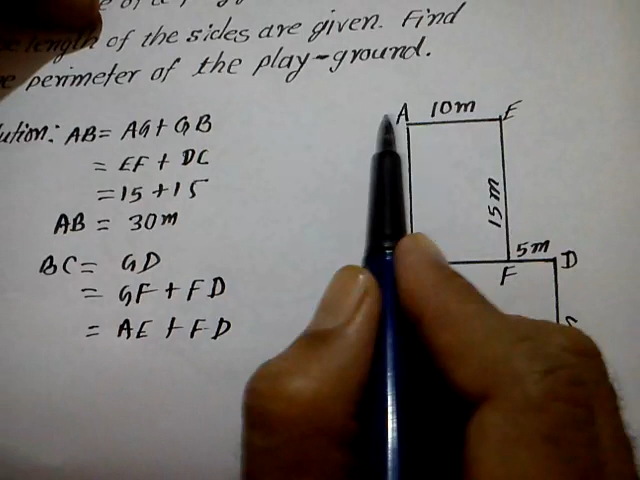 length of the sides are given. Find
perimeter of the play-ground.
AB = AG + GB
= EF + DC
= 15 + 15
AB = 30m
BC = GD
= GF + FD
= AE + FD
A 10m E
15m
5m D
F